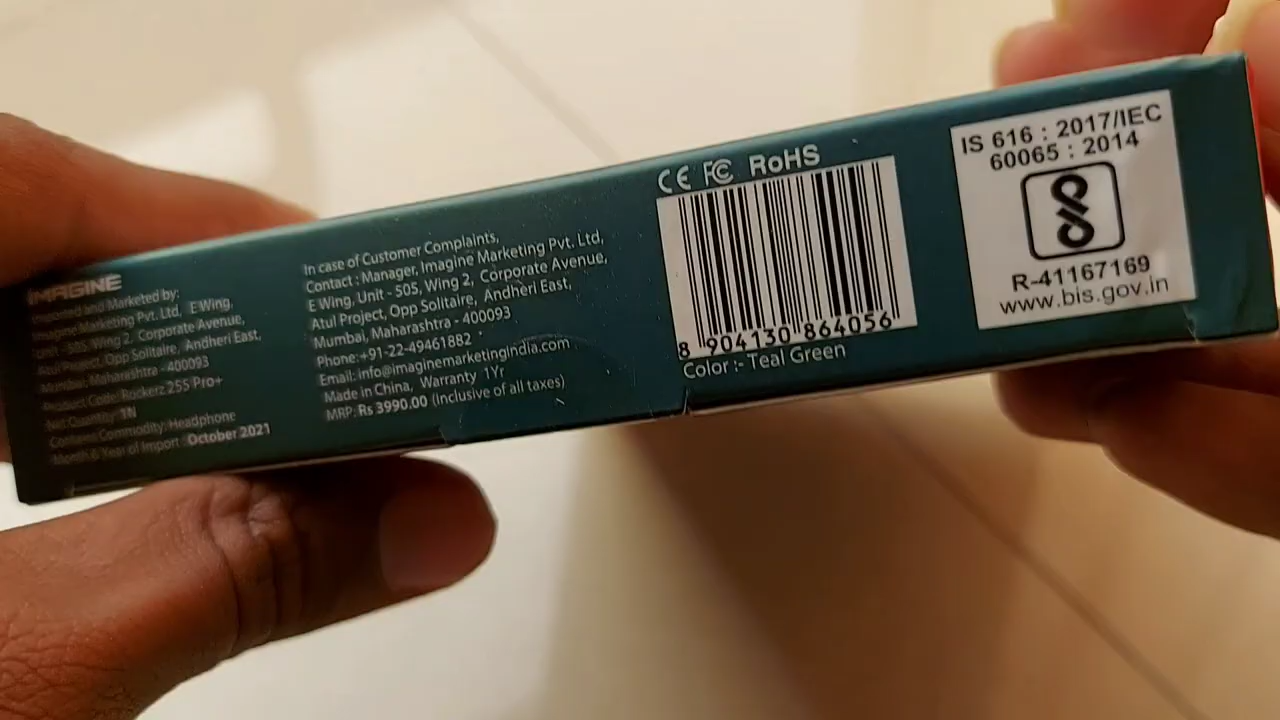 IMAGINE
Imported and Marketed by:
Imagine Marketing Pvt. Ltd, E Wing,
Unit - 505, Wing 2, Corporate Avenue,
Atul Project, Opp Solitaire, Andheri East,
Mumbai, Maharashtra - 400093
Product Code: Rockerz 255 Pro+
Net Quantity: 1N
Contains Commodity: Headphone
Month & Year of Import : October 2021
In case of Customer Complaints,
Contact : Manager, Imagine Marketing Pvt. Ltd,
E Wing, Unit - 505, Wing 2, Corporate Avenue,
Atul Project, Opp Solitaire, Andheri East,
Mumbai, Maharashtra - 400093
Phone: +91-22-49461882
Email: info@imaginemarketingindia.com
Made in China, Warranty 1Yr
MRP: Rs 3990.00 (Inclusive of all taxes)
CE FC RoHS
8 904130 864056
Color :- Teal Green
IS 616 : 2017/IEC
60065 : 2014
R-41167169
www.bis.gov.in